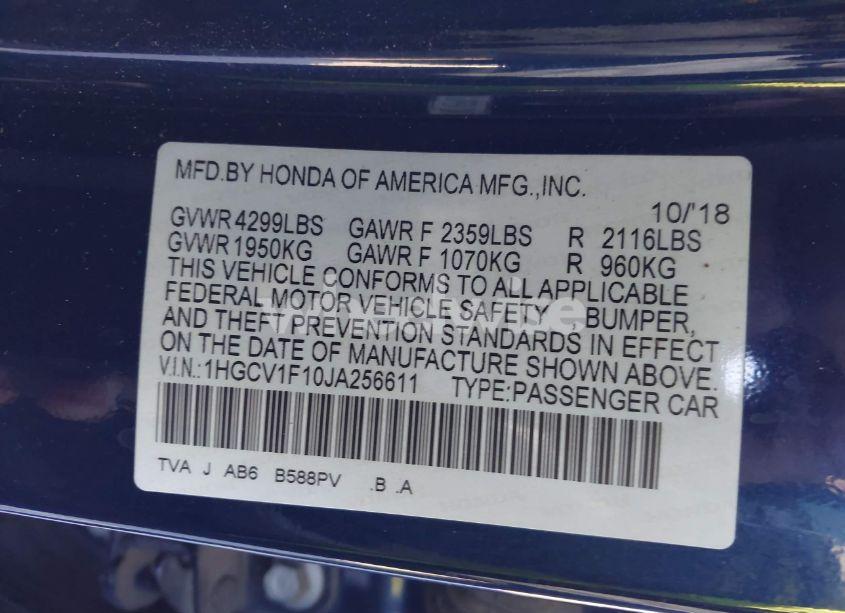 MFD.BY HONDA OF AMERICA MFG.,INC.
10/'18
GVWR 4299LBS GAWR F 2359LBS R 2116LBS
GVWR 1950KG GAWR F 1070KG R 960KG
THIS VEHICLE CONFORMS TO ALL APPLICABLE
FEDERAL MOTOR VEHICLE SAFETY, BUMPER,
AND THEFT PREVENTION STANDARDS IN EFFECT
ON THE DATE OF MANUFACTURE SHOWN ABOVE.
V.I.N.:1HGCV1F10JA256611 TYPE:PASSENGER CAR
TVA J AB6 B588PV .B .A